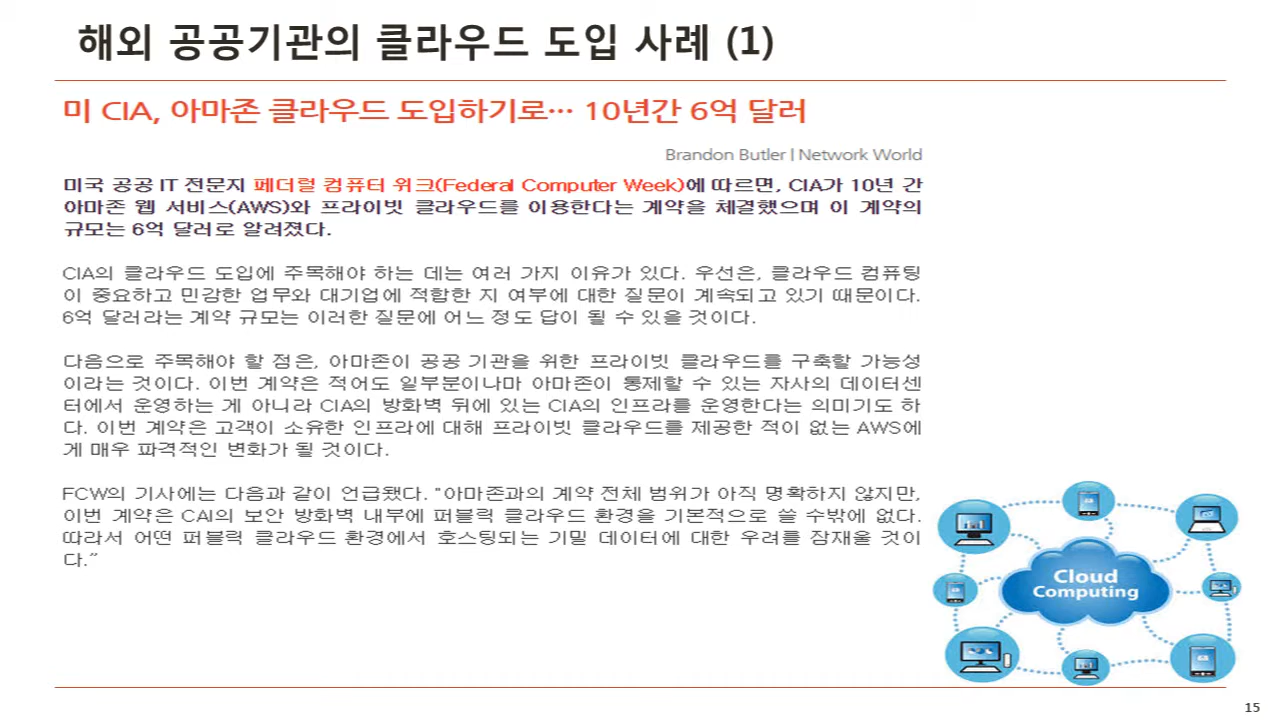 해외 공공기관의 클라우드 도입 사례 (1)
미 CIA, 아마존 클라우드 도입하기로… 10년간 6억 달러
Brandon Butler | Network World
미국 공공 IT 전문지 페더럴 컴퓨터 위크(Federal Computer Week)에 따르면, CIA가 10년 간
아마존 웹 서비스(AWS)와 프라이빗 클라우드를 이용한다는 계약을 체결했으며 이 계약의
규모는 6억 달러로 알려졌다.
CIA의 클라우드 도입에 주목해야 하는 데는 여러 가지 이유가 있다. 우선은, 클라우드 컴퓨팅
이 중요하고 민감한 업무와 대기업에 적합한 지 여부에 대한 질문이 계속되고 있기 때문이다.
6억 달러라는 계약 규모는 이러한 질문에 어느 정도 답이 될 수 있을 것이다.
다음으로 주목해야 할 점은, 아마존이 공공 기관을 위한 프라이빗 클라우드를 구축할 가능성
이라는 것이다. 이번 계약은 적어도 일부분이나마 아마존이 통제할 수 있는 자사의 데이터센
터에서 운영하는 게 아니라 CIA의 방화벽 뒤에 있는 CIA의 인프라를 운영한다는 의미기도 하
다. 이번 계약은 고객이 소유한 인프라에 대해 프라이빗 클라우드를 제공한 적이 없는 AWS에
게 매우 파격적인 변화가 될 것이다.
FCW의 기사에는 다음과 같이 언급됐다. "아마존과의 계약 전체 범위가 아직 명확하지 않지만,
이번 계약은 CAI의 보안 방화벽 내부에 퍼블릭 클라우드 환경을 기본적으로 쓸 수밖에 없다.
따라서 어떤 퍼블릭 클라우드 환경에서 호스팅되는 기밀 데이터에 대한 우려를 잠재울 것이
다.”
Cloud
Computing
15